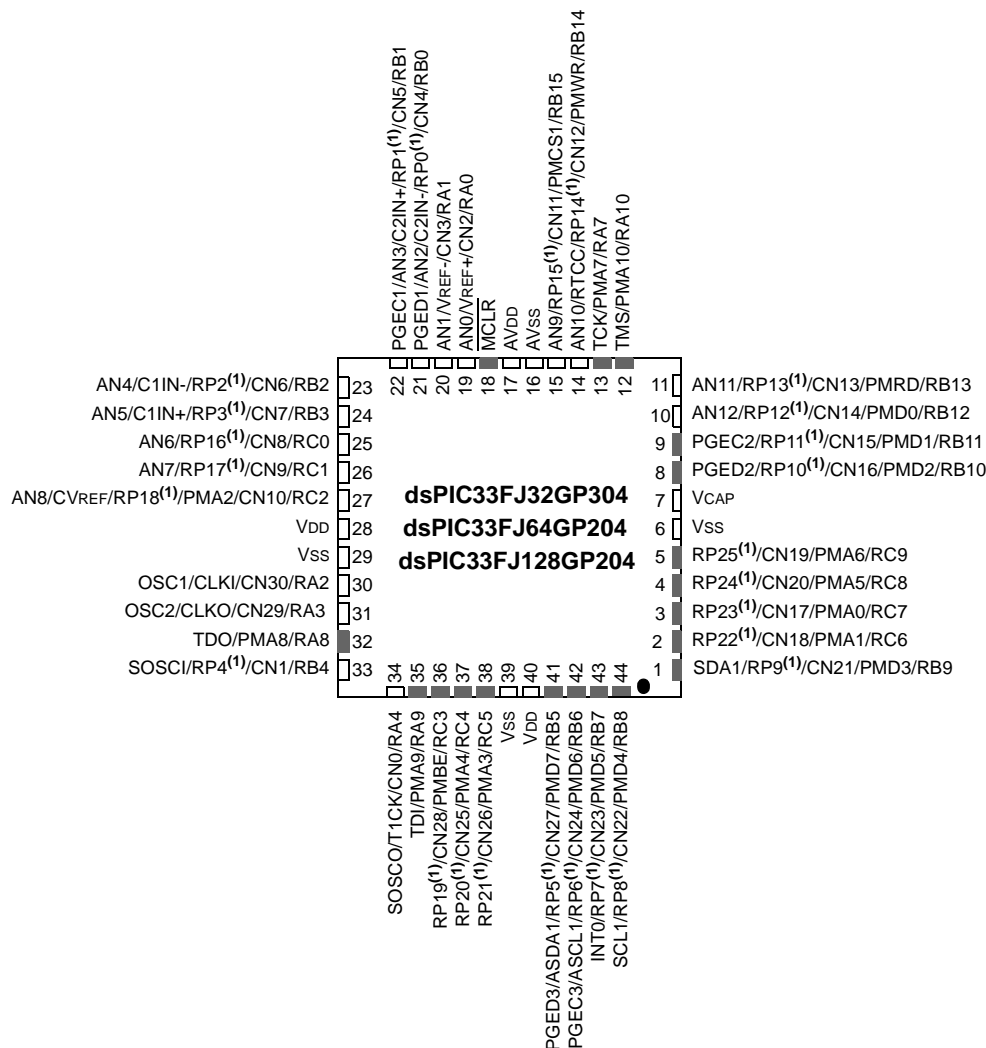 PGEC1/AN3/C2IN+/RP1(1)/CN5/RB1
PGED1/AN2/C2IN-/RP0(1)/CN4/RB0
AN1/VREF-/CN3/RA1
AN0/VREF+/CN2/RA0
MCLR
AVDD
AVSS
AN9/RP15(1)/CN11/PMCS1/RB15
AN10/RTCC/RP14(1)/CN12/PMWR/RB14
TCK/PMA7/RA7
TMS/PMA10/RA10
22 21 20 19 18 17 16 15 14 13 12
AN4/C1IN-/RP2(1)/CN6/RB2 23
AN5/C1IN+/RP3(1)/CN7/RB3 24
AN6/RP16(1)/CN8/RC0 25
AN7/RP17(1)/CN9/RC1 26
AN8/CVREF/RP18(1)/PMA2/CN10/RC2 27
VDD 28
VSS 29
OSC1/CLKI/CN30/RA2 30
OSC2/CLKO/CN29/RA3 31
TDO/PMA8/RA8 32
SOSCI/RP4(1)/CN1/RB4 33
dsPIC33FJ32GP304
dsPIC33FJ64GP204
dsPIC33FJ128GP204
11 AN11/RP13(1)/CN13/PMRD/RB13
10 AN12/RP12(1)/CN14/PMD0/RB12
9 PGEC2/RP11(1)/CN15/PMD1/RB11
8 PGED2/RP10(1)/CN16/PMD2/RB10
7 VCAP
6 VSS
5 RP25(1)/CN19/PMA6/RC9
4 RP24(1)/CN20/PMA5/RC8
3 RP23(1)/CN17/PMA0/RC7
2 RP22(1)/CN18/PMA1/RC6
1 SDA1/RP9(1)/CN21/PMD3/RB9
34 35 36 37 38 39 40 41 42 43 44
SOSCO/T1CK/CN0/RA4
TDI/PMA9/RA9
RP19(1)/CN28/PMBE/RC3
RP20(1)/CN25/PMA4/RC4
RP21(1)/CN26/PMA3/RC5
VSS
VDD
PGED3/ASDA1/RP5(1)/CN27/PMD7/RB5
PGEC3/ASCL1/RP6(1)/CN24/PMD6/RB6
INT0/RP7(1)/CN23/PMD5/RB7
SCL1/RP8(1)/CN22/PMD4/RB8